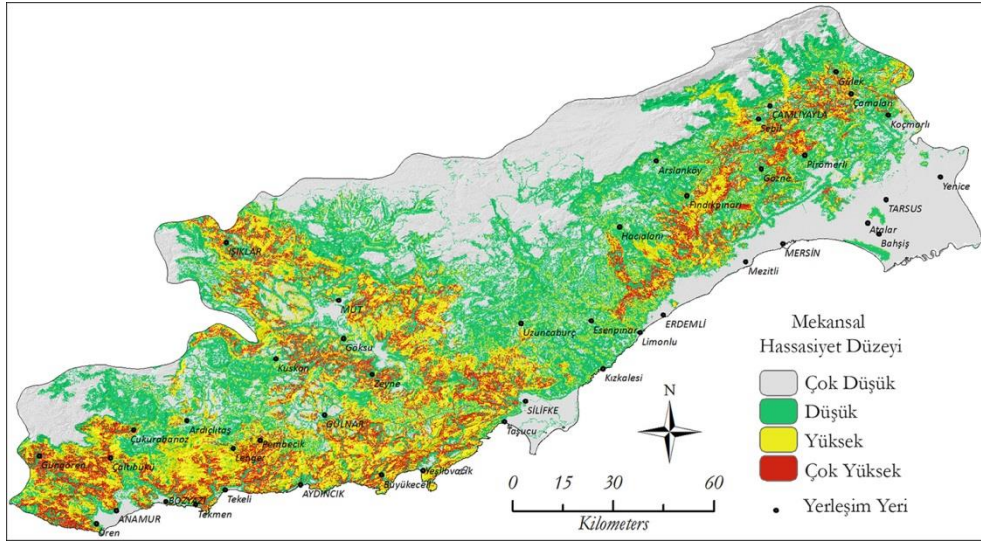 Gülek
Çamalan
ÇAMLIYAYLA
Sebil
Koçmarlı
Arslanköy
Pirömerli
Gözne
Yenice
Fındıkpınarı
TARSUS
Atalar
Hacıalanı
Bahşiş
IŞIKLAR
MERSİN
Mezitli
MUT
ERDEMLİ
Uzuncaburç
Esenpınar
Limonlu
Göksu
Kuskan
Zeyne
Kızkalesi
SİLİFKE
GÜLNAR
Taşucu
Ardıçlıtaş
Çukurabanoz
Pembecik
Lenger
Gürgören
Çaltıbükü
Yeşilovacık
Büyükeceli
AYDINCIK
Tekeli
BOZYAZI
Tekmen
ANAMUR
Ören
Mekansal
Hassasiyet Düzeyi
Çok Düşük
Düşük
Yüksek
Çok Yüksek
Yerleşim Yeri
N
0 15 30 60
Kilometers